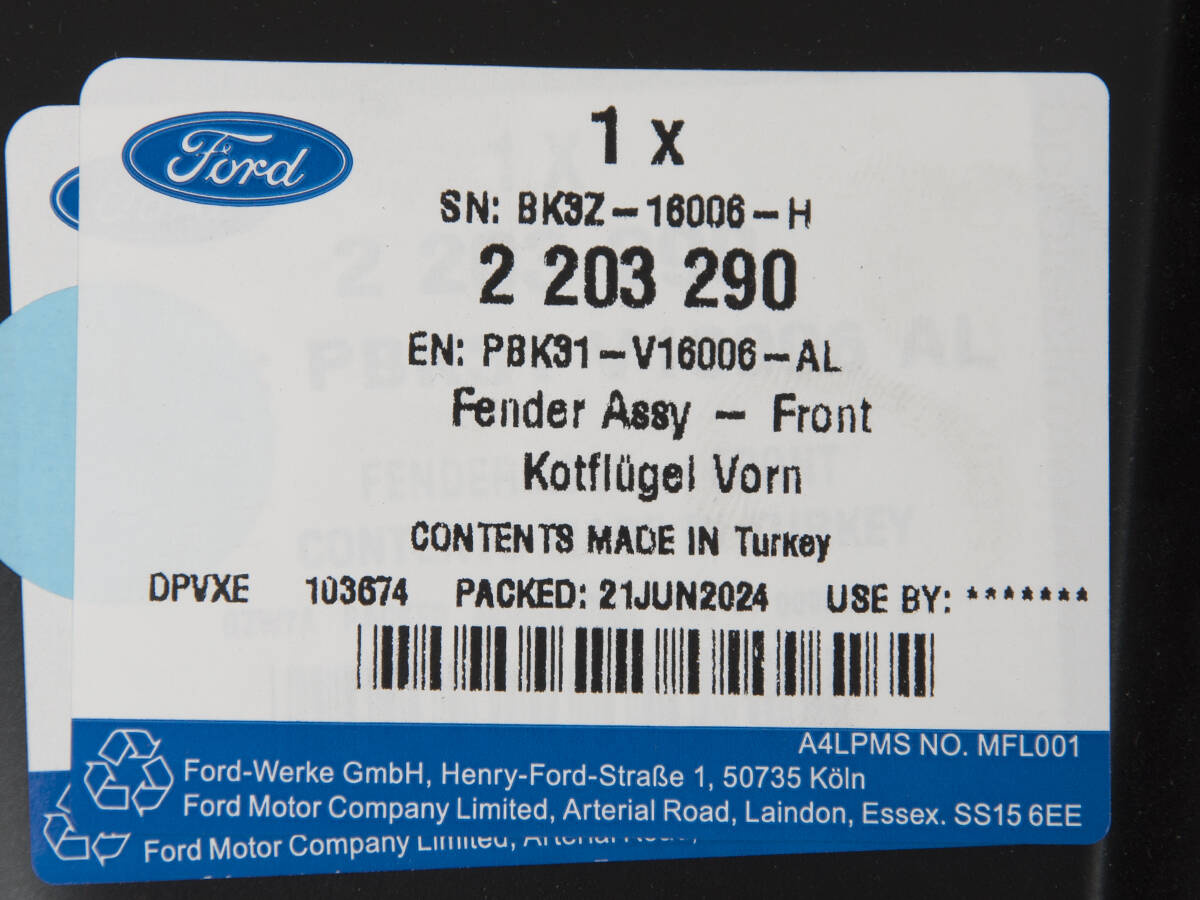 Ford
1 x
SN: BK3Z-16006-H
2 203 290
EN: PBK31-V16006-AL
Fender Assy - Front
Kotflügel Vorn
CONTENTS MADE IN Turkey
DPVXE 103674 PACKED: 21JUN2024 USE BY: *******
A4LPMS NO. MFL001
Ford-Werke GmbH, Henry-Ford-Straße 1, 50735 Köln
Ford Motor Company Limited, Arterial Road, Laindon, Essex. SS15 6EE
Ford Motor Company Limited, Arterial Road,